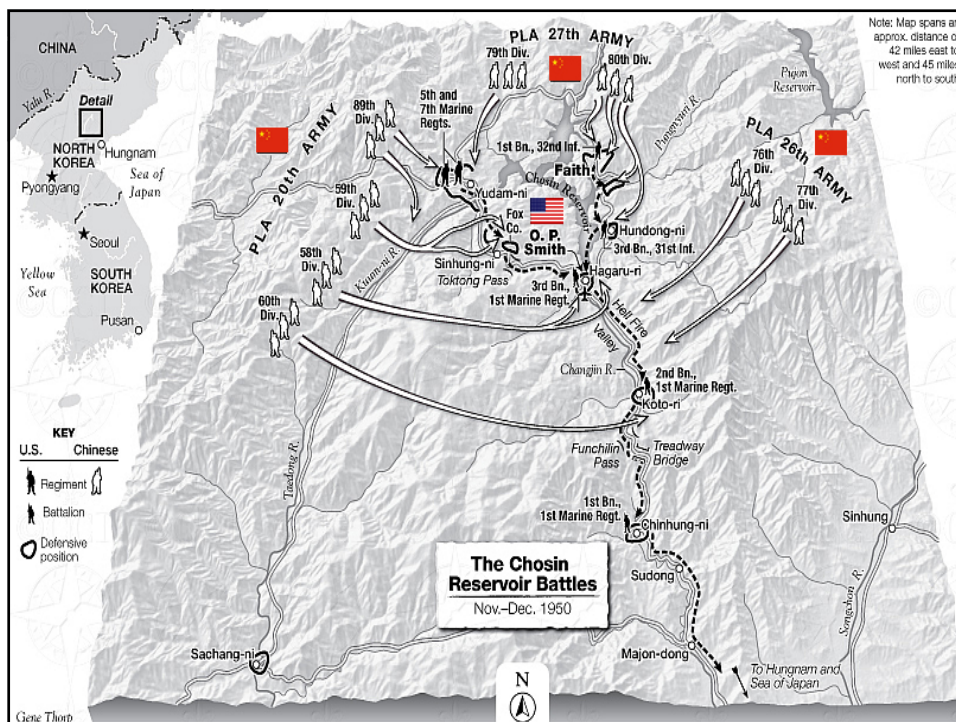 CHINA
Yalu R.
Detail
NORTH
KOREA
Hungnam
Sea of
Japan
Pyongyang
Seoul
Yellow
Sea
SOUTH
KOREA
Pusan
KEY
U.S. Chinese
Regiment
Battalion
Defensive
position
Gene Thorp
PLA 27th ARMY
79th Div.
80th Div.
Note: Map spans an
approx. distance of
42 miles east to
west and 45 miles
north to south
Pujon
Reservoir
Pungnyuri R.
89th
Div.
5th and
7th Marine
Regts.
1st Bn., 32nd Inf.
Faith
PLA 20th ARMY
PLA 26th ARMY
76th
Div.
77th
Div.
59th
Div.
Yudam-ni
Chosin Reservoir
Fox
Co.
O. P.
Smith
Hundong-ni
3rd Bn., 31st Inf.
Sinhung-ni
Toktong Pass
Hagaru-ri
3rd Bn.,
1st Marine Regt.
58th
Div.
60th
Div.
Hell Fire
Valley
Changjin R.
2nd Bn.,
1st Marine Regt.
Koto-ri
Funchilin
Pass
Treadway
Bridge
Taedong R.
1st Bn.,
1st Marine Regt.
Chinhung-ni
Sinhung
The Chosin
Reservoir Battles
Nov.–Dec. 1950
Sudong
Songchon R.
Sachang-ni
Majon-dong
To Hungnam and
Sea of Japan
N